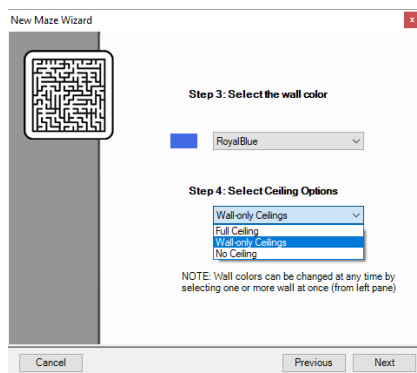 New Maze Wizard
x
Step 3: Select the wall color
RoyalBlue
Step 4: Select Ceiling Options
Wall-only Ceilings
Full Ceiling
Wall-only Ceilings
No Ceiling
NOTE: Wall colors can be changed at any time by
selecting one or more wall at once (from left pane)
Cancel Previous Next